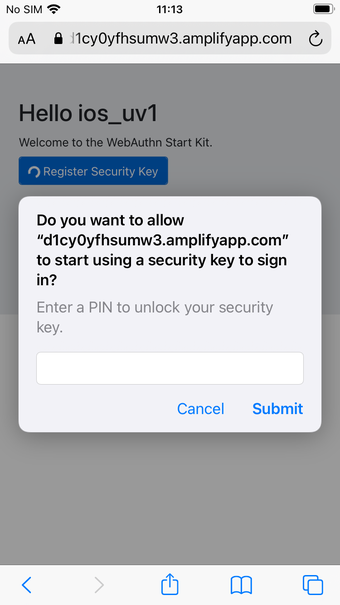 No SIM 11:13
AA d1cy0yfhsumw3.amplifyapp.com
Hello ios_uv1
Welcome to the WebAuthn Start Kit.
Register Security Key
Do you want to allow
“d1cy0yfhsumw3.amplifyapp.com”
to start using a security key to sign
in?
Enter a PIN to unlock your security
key.
Cancel Submit